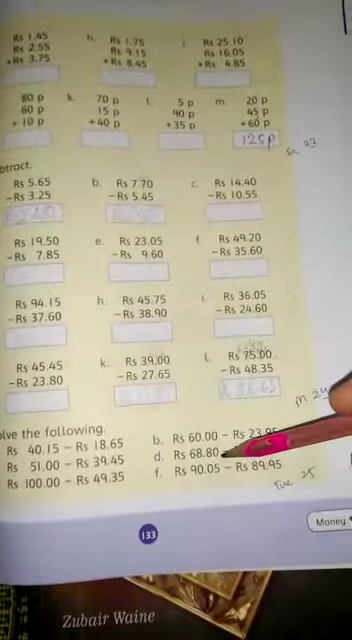 Rs 1.45 h. Rs 1.75 i. Rs 25.10
Rs 2.55 Rs 9.15 Rs 16.05
+Rs 3.75 +Rs 8.45 +Rs 4.85
80 p k. 70 p l. 5 p m. 20 p
60 p 15 p 90 p 45 p
+ 10 p +40 p +35 p +60 p
125p
Sa 23
btract.
Rs 5.65 b. Rs 7.70 c. Rs 14.40
−Rs 3.25 −Rs 5.45 −Rs 10.55
Rs 19.50 e. Rs 23.05 f. Rs 49.20
−Rs 7.85 −Rs 9.60 −Rs 35.60
Rs 94.15 h. Rs 45.75 i. Rs 36.05
−Rs 37.60 −Rs 38.90 −Rs 24.60
Rs 45.45 k. Rs 39.00 l. Rs 75.00
−Rs 23.80 −Rs 27.65 −Rs 48.35
M 24
olve the following.
Rs 40.15 − Rs 18.65 b. Rs 60.00 − Rs 23.95
Rs 51.00 − Rs 39.45 d. Rs 68.80
Rs 100.00 − Rs 49.35 f. Rs 90.05 − Rs 89.95
Tue 25
133
Money
Zubair Waine